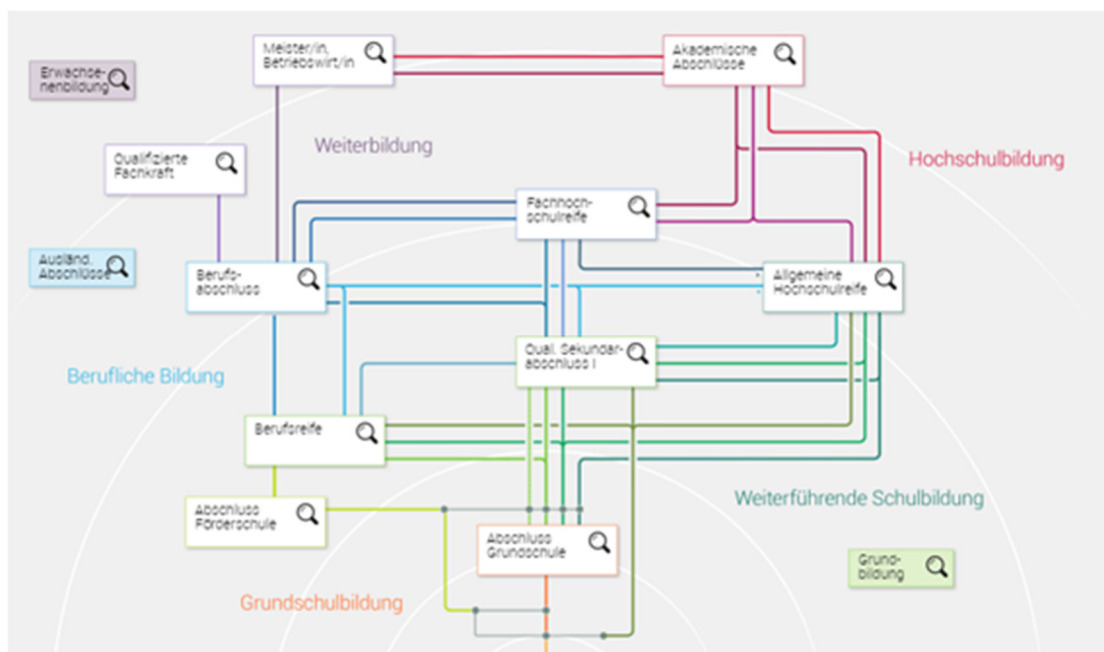 Meister/in,
Betriebswirt/in
Akademische
Abschlüsse
Erwachse-
nenbildung
Weiterbildung
Hochschulbildung
Qualifizierte
Fachkraft
Fachhoch-
schulreife
Ausländ.
Abschlüsse
Berufs-
abschluss
Allgemeine
Hochschulreife
Qual. Sekundar-
abschluss I
Berufliche Bildung
Berufsreife
Weiterführende Schulbildung
Abschluss
Förderschule
Abschluss
Grundschule
Grund-
bildung
Grundschulbildung